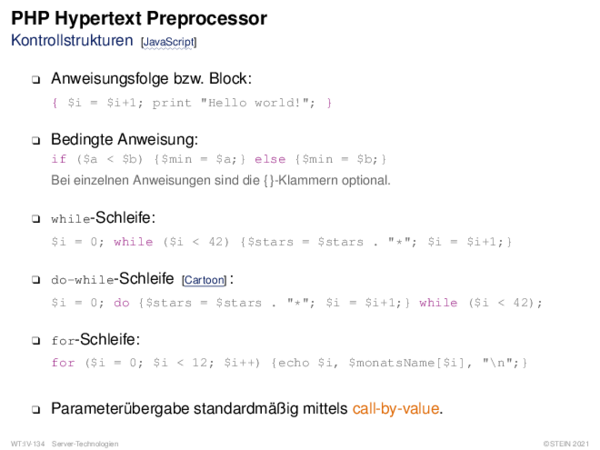 PHP Hypertext Preprocessor
Kontrollstrukturen [JavaScript]
❑ Anweisungsfolge bzw. Block:
{ $i = $i+1; print "Hello world!"; }
❑ Bedingte Anweisung:
if ($a < $b) {$min = $a;} else {$min = $b;}
Bei einzelnen Anweisungen sind die {}-Klammern optional.
❑ while-Schleife:
$i = 0; while ($i < 42) {$stars = $stars . "*"; $i = $i+1;}
❑ do-while-Schleife [Cartoon] :
$i = 0; do {$stars = $stars . "*"; $i = $i+1;} while ($i < 42);
❑ for-Schleife:
for ($i = 0; $i < 12; $i++) {echo $i, $monatsName[$i], "\n";}
❑ Parameterübergabe standardmäßig mittels call-by-value.
WT:IV-134 Server-Technologien ©STEIN 2021